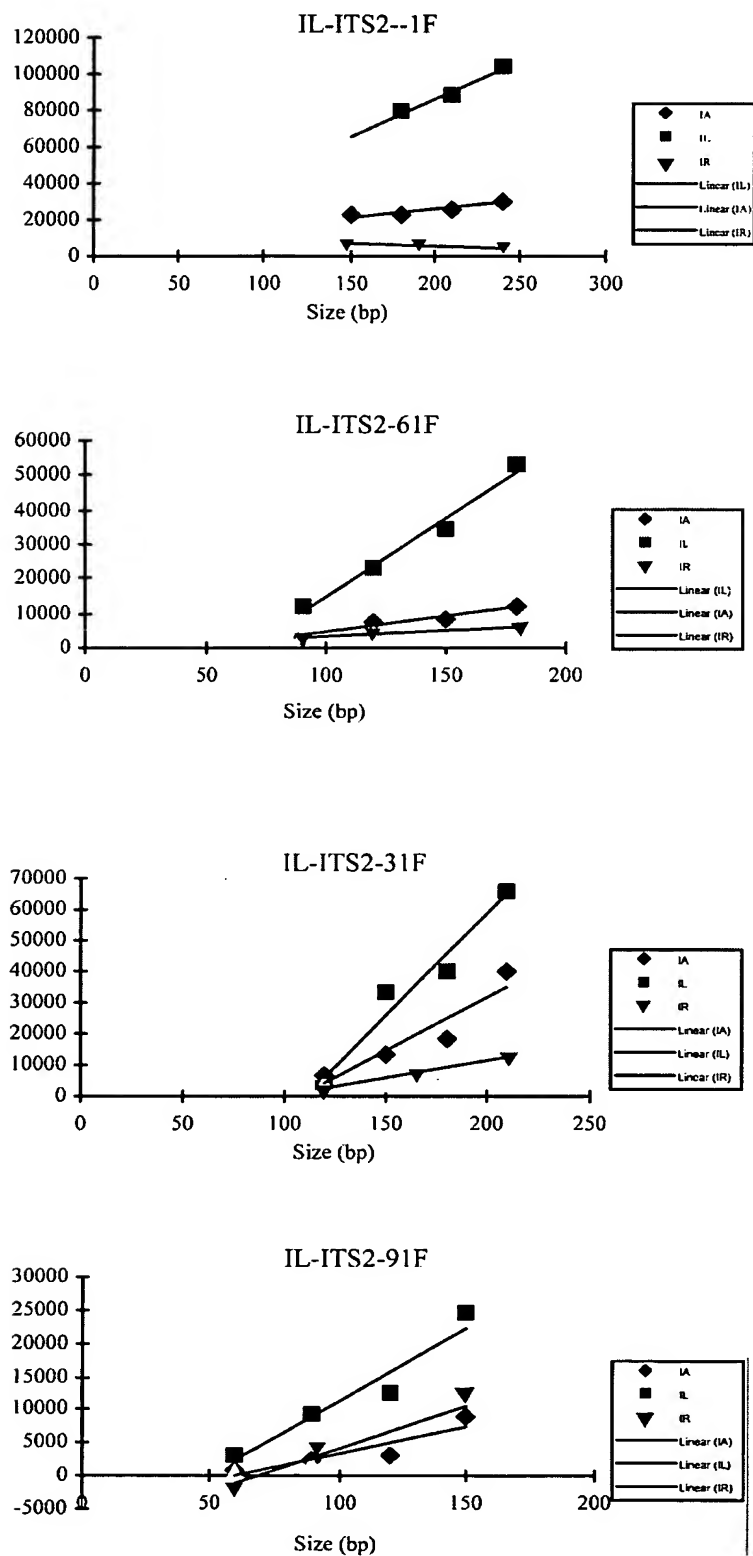 IL-ITS2--1F
120000
100000
80000
60000
40000
20000
0
0 50 100 150 200 250 300
Size (bp)
IA
IL
IR
Linear (IL)
Linear (IA)
Linear (IR)
IL-ITS2-61F
60000
50000
40000
30000
20000
10000
0
0 50 100 150 200
Size (bp)
IA
IL
IR
Linear (IL)
Linear (IA)
Linear (IR)
IL-ITS2-31F
70000
60000
50000
40000
30000
20000
10000
0
0 50 100 150 200 250
Size (bp)
IA
IL
IR
Linear (IA)
Linear (IL)
Linear (IR)
IL-ITS2-91F
30000
25000
20000
15000
10000
5000
0
-5000
0 50 100 150 200
Size (bp)
IA
IL
IR
Linear (IA)
Linear (IL)
Linear (IR)